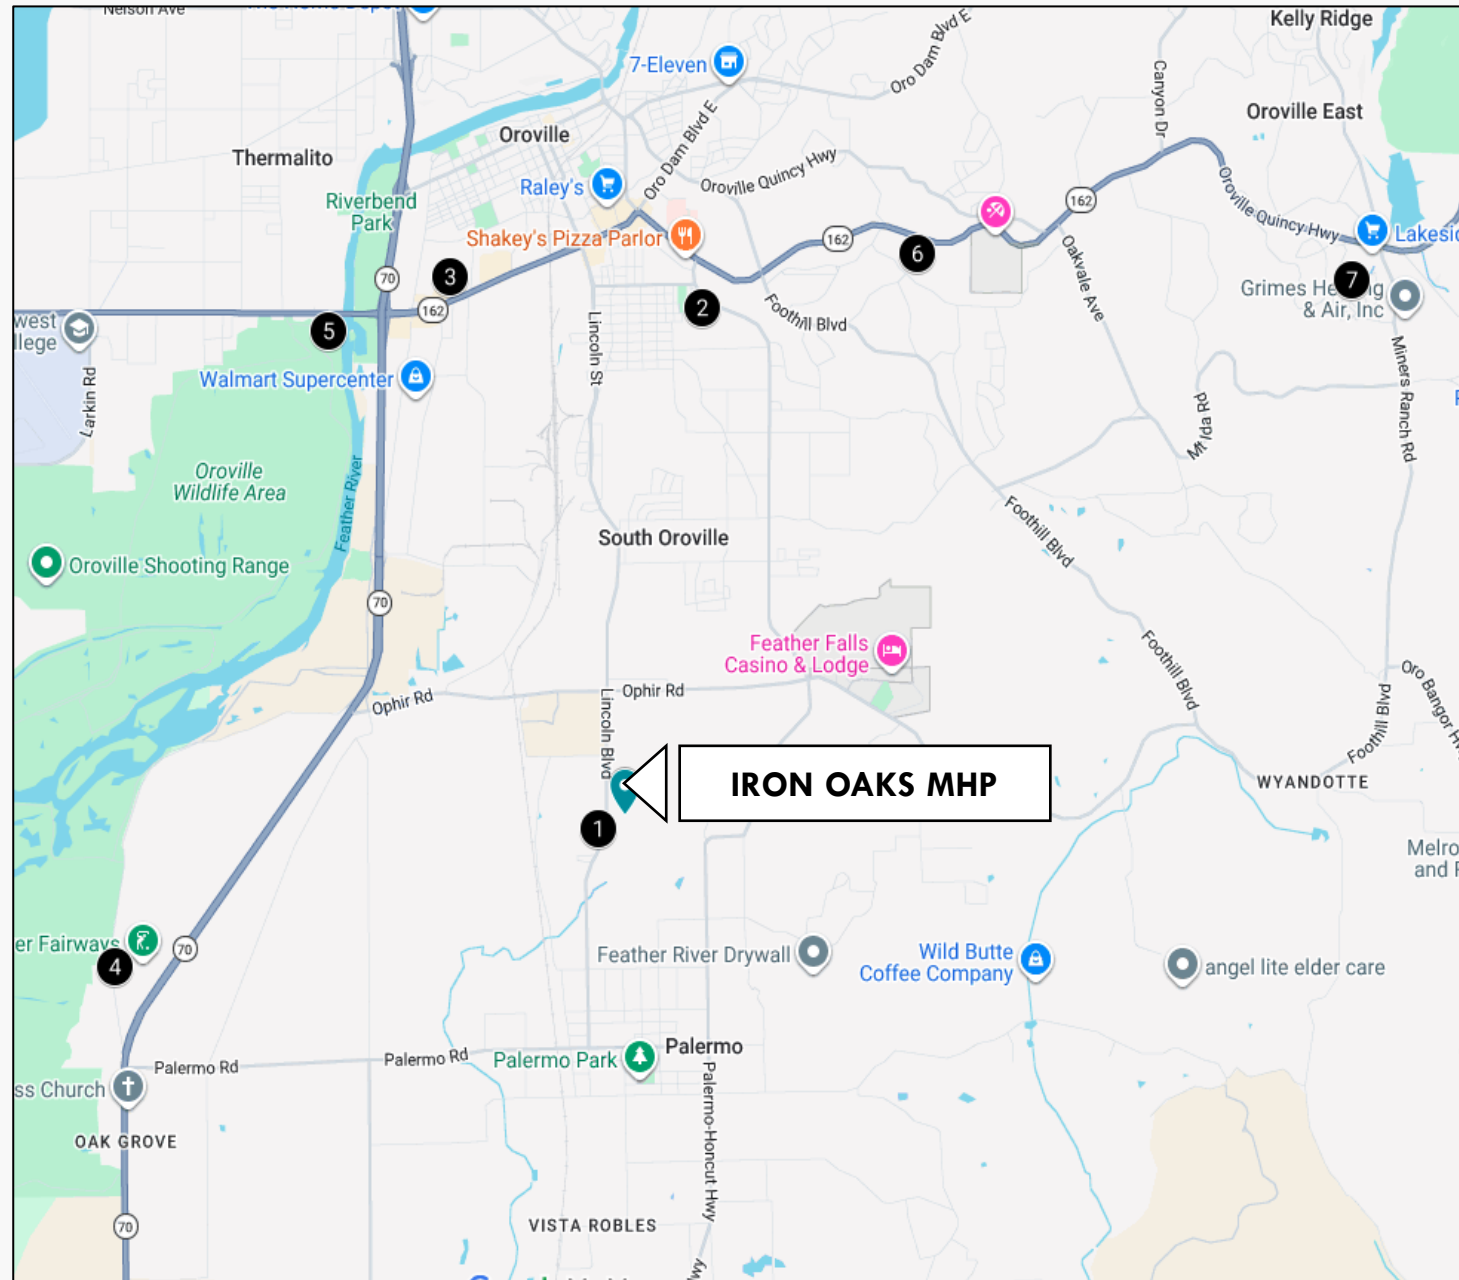 Nelson Ave
Kelly Ridge
7-Eleven
Oro Dam Blvd E
Canyon Dr
Oroville East
Oroville
Thermalito
Oro Dam Blvd E
Oroville Quincy Hwy
Raley's
Riverbend
Park
162
Oroville Quincy Hwy
Shakey's Pizza Parlor
162
6
Lakesid
3
70
Oakvale Ave
7
Grimes He
ng
& Air, Inc
162
2
Foothill Blvd
5
west
llege
Lincoln St
Walmart Supercenter
Larkin Rd
Mt Ida Rd
Miners Ranch Rd
Oroville
Wildlife Area
Feather River
South Oroville
Foothill Blvd
Oroville Shooting Range
70
Feather Falls
Casino & Lodge
Foothill Blvd
Ophir Rd
Ophir Rd
Lincoln Blvd
Foothill Blvd
Oro Bangor Hw
IRON OAKS MHP
WYANDOTTE
1
Melro
and F
er Fairways
70
4
Feather River Drywall
Wild Butte
Coffee Company
angel lite elder care
Palermo Rd
Palermo Rd
Palermo Park
Palermo
ss Church
OAK GROVE
Palermo-Honcut Hwy
70
VISTA ROBLES